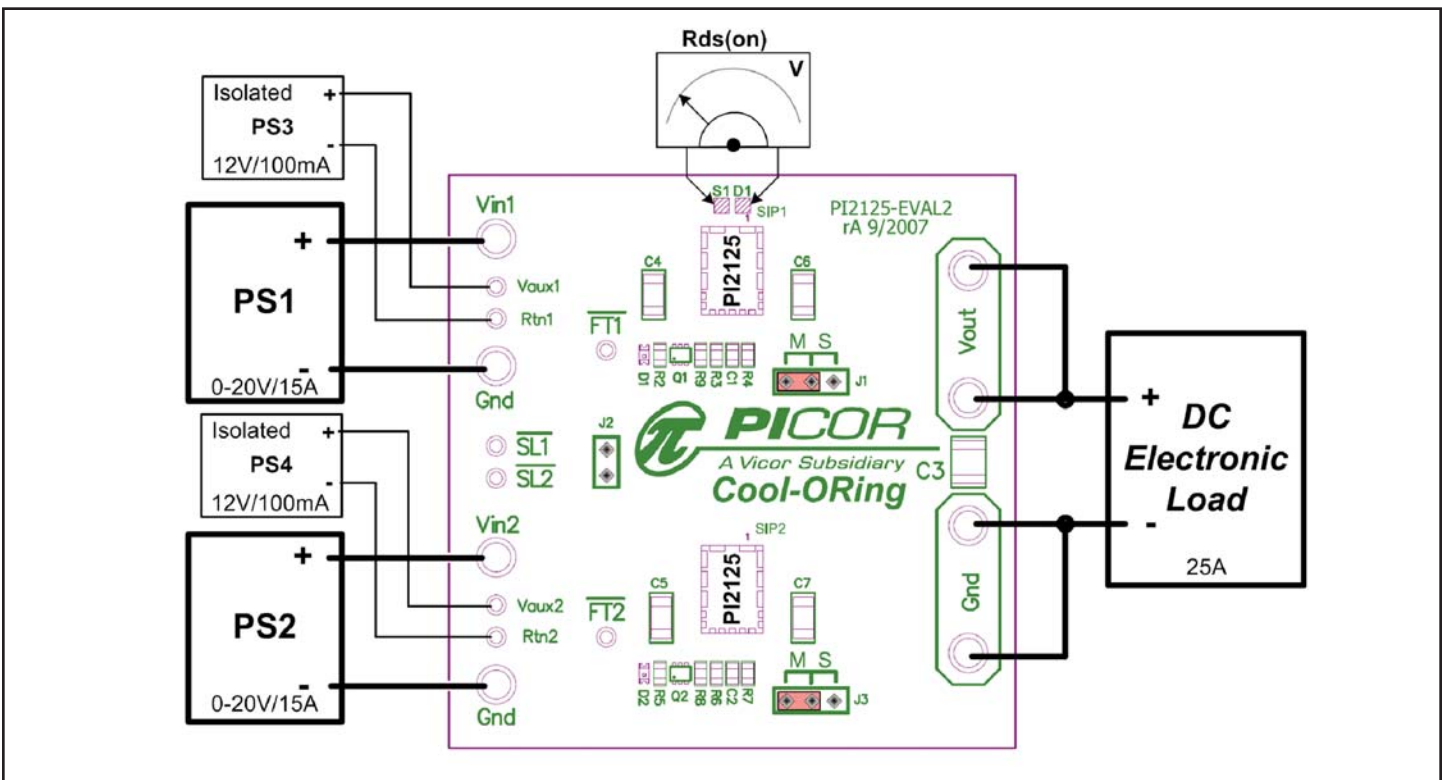 Rds(on)
V
Isolated +
PS3
-
12V/100mA
S1 D1
1 SIP1
PI2125-EVAL2
rA 9/2007
Vin1
+
PS1
-
0-20V/15A
Vaux1
Rtn1
Gnd
C4
PI2125
C6
FT1
D1 R2 Q1 R9 R3 C1 R4
M S
J1
Vout
Isolated +
PS4
-
12V/100mA
SL1
SL2
J2
π PICOR
A Vicor Subsidiary
Cool-ORing
C3
+
DC
Electronic
Load
-
25A
Vin2
+
PS2
-
0-20V/15A
Vaux2
Rtn2
Gnd
1 SIP2
C5
PI2125
C7
FT2
D2 R5 Q2 R8 R6 C2 R7
M S
J3
Gnd